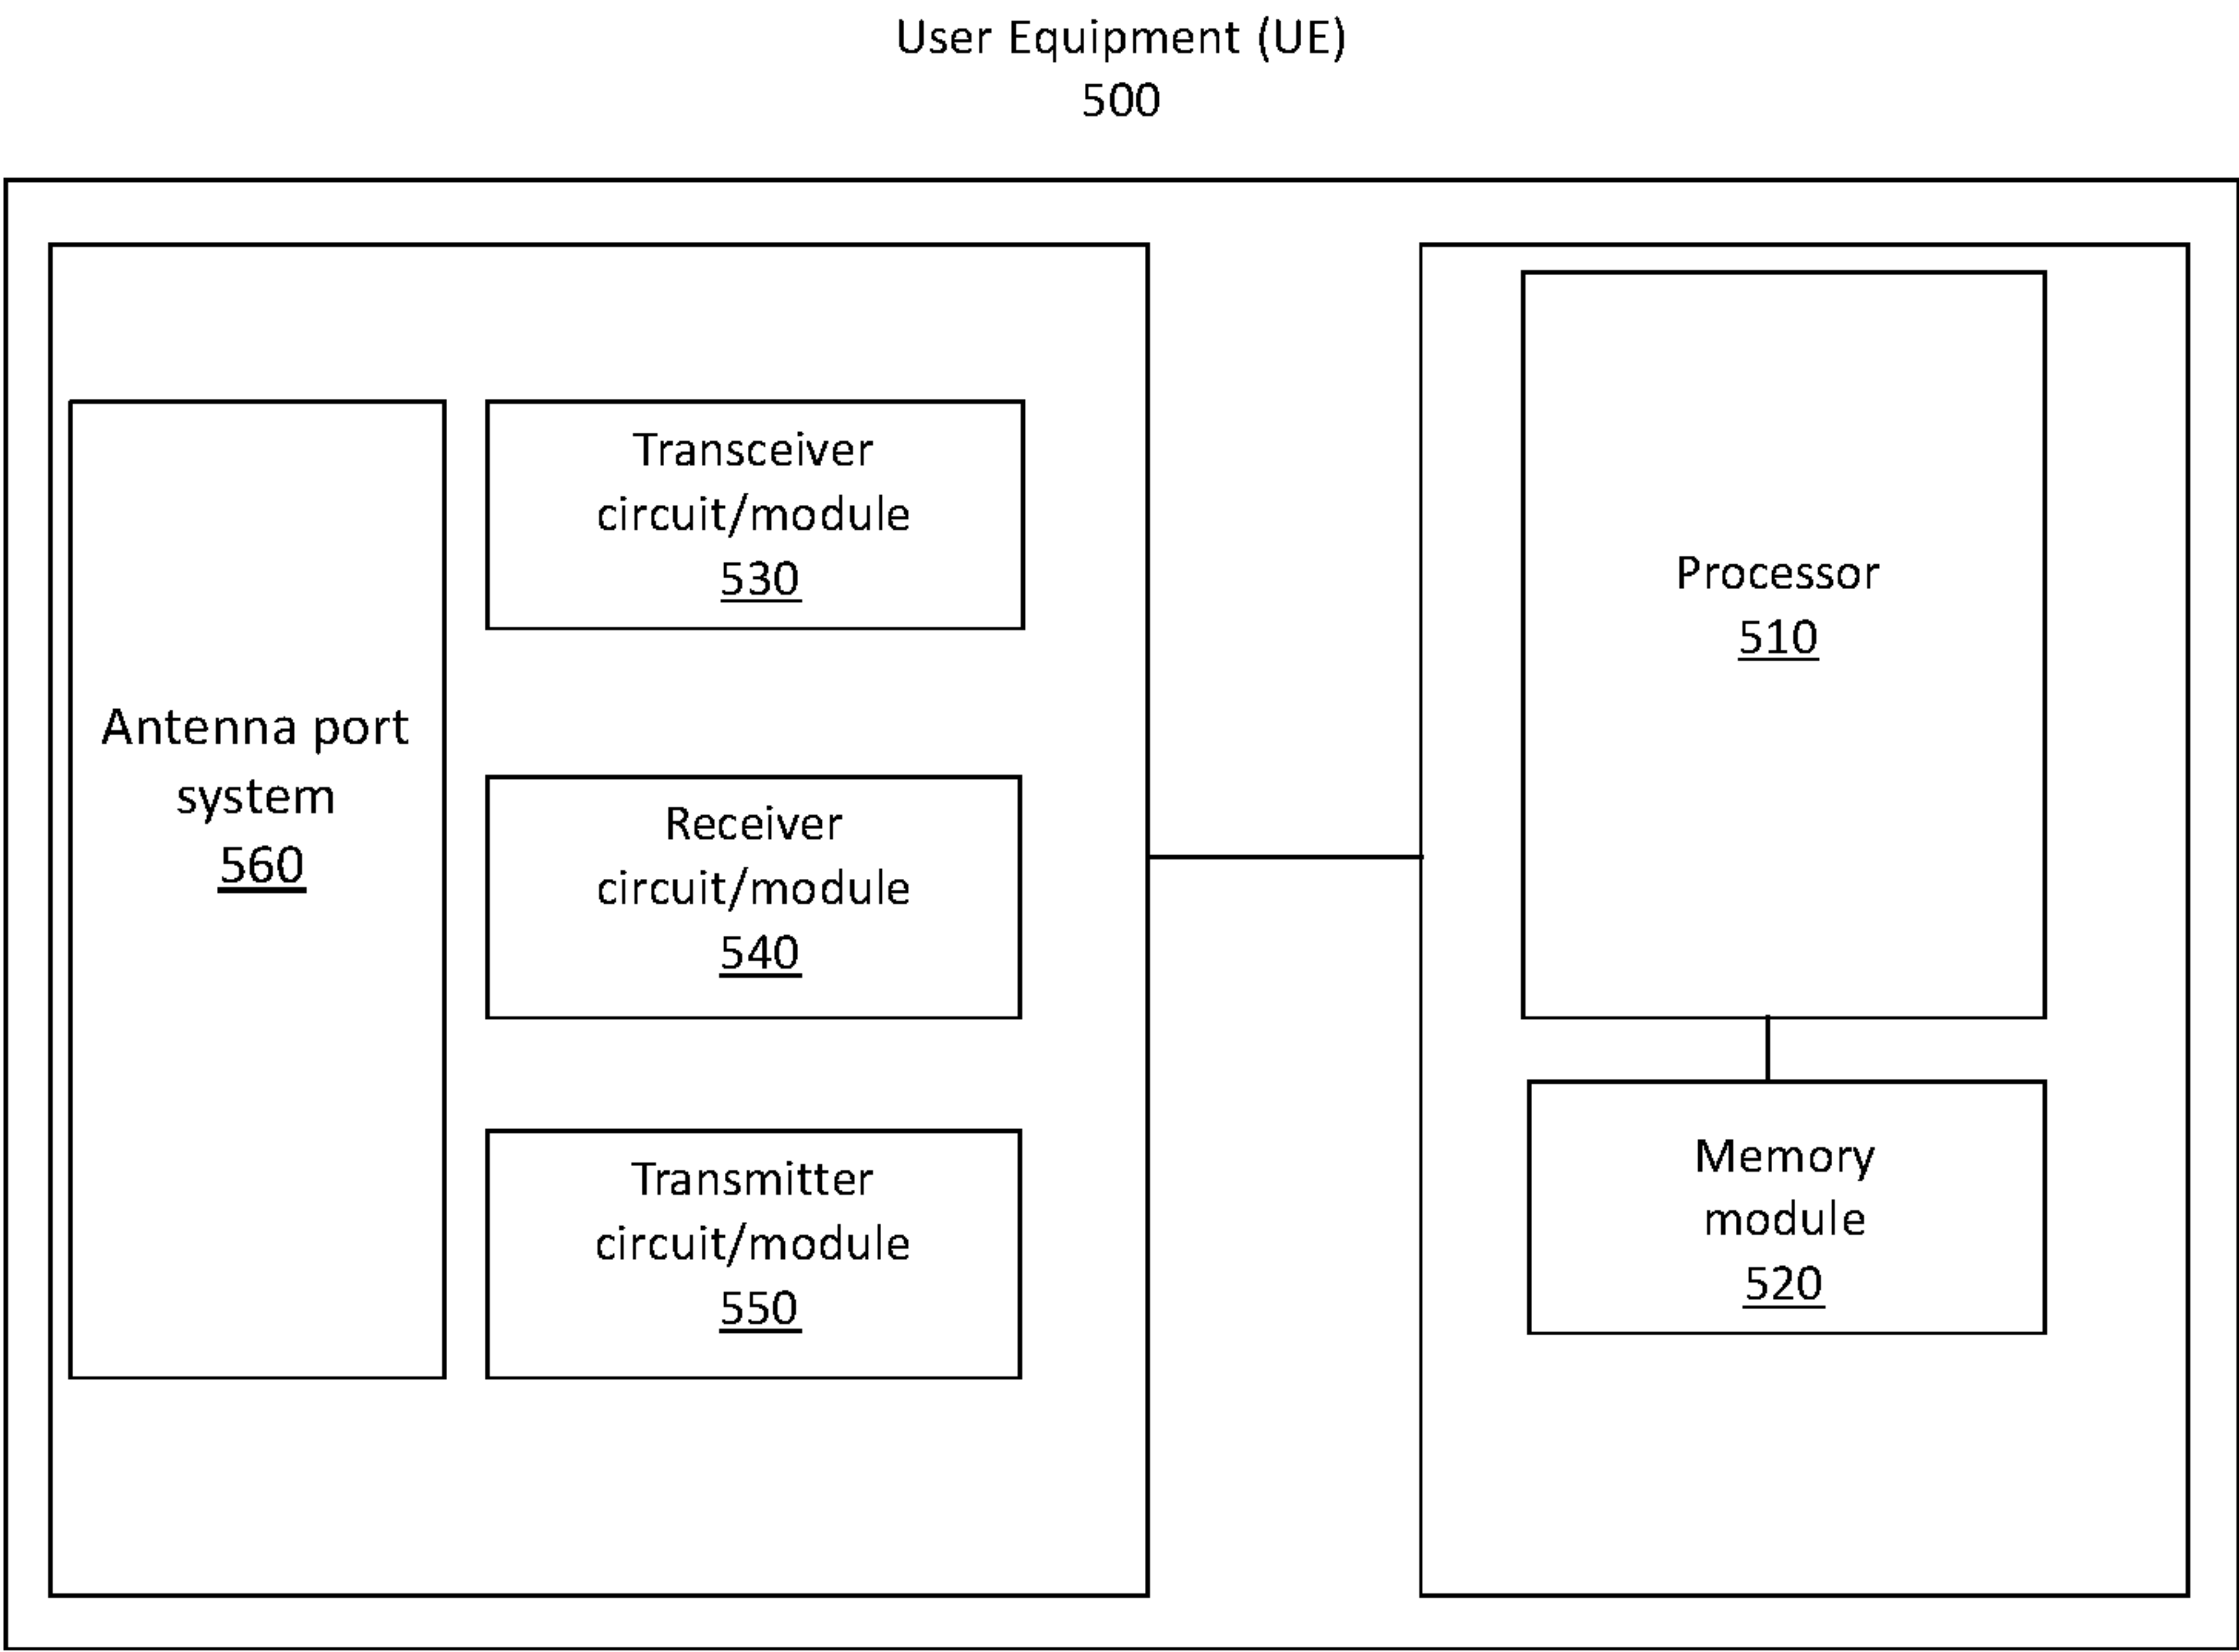 User Equipment (UE)
500
Antenna port
system
560
Transceiver
circuit/module
530
Receiver
circuit/module
540
Transmitter
circuit/module
550
Processor
510
Memory
module
520